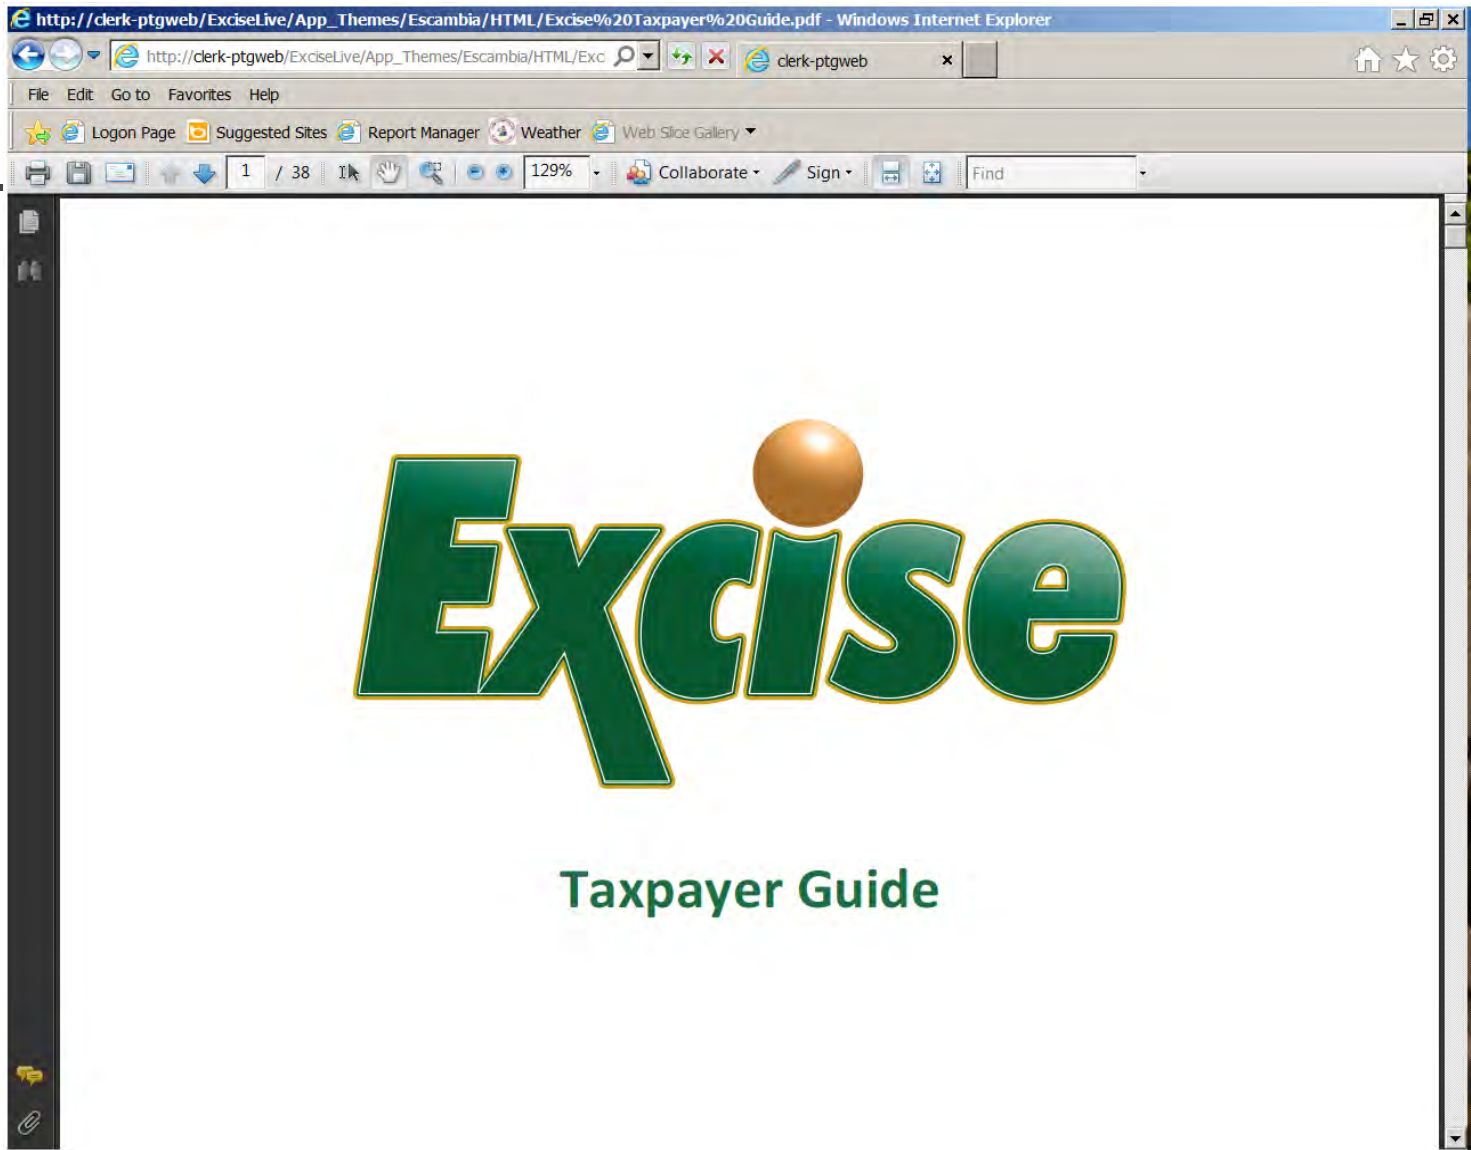 http://clerk-ptgweb/ExciseLive/App_Themes/Escambia/HTML/Excise%20Taxpayer%20Guide.pdf - Windows Internet Explorer
http://clerk-ptgweb/ExciseLive/App_Themes/Escambia/HTML/Exc clerk-ptgweb
File Edit Go to Favorites Help
Logon Page Suggested Sites Report Manager Weather Web Slice Gallery
1 / 38 129% Collaborate Sign Find
Excise
Taxpayer Guide